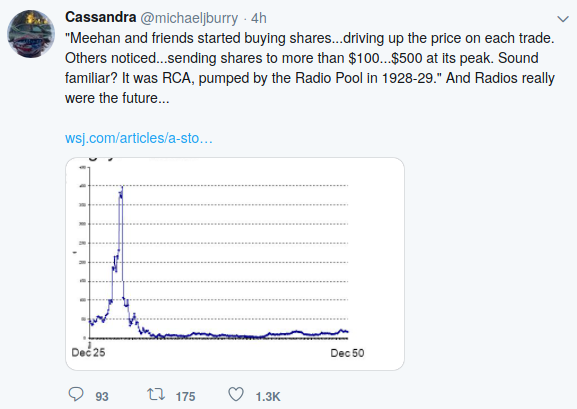 Cassandra @michaeljburry · 4h
"Meehan and friends started buying shares...driving up the price on each trade.
Others noticed...sending shares to more than $100...$500 at its peak. Sound
familiar? It was RCA, pumped by the Radio Pool in 1928-29." And Radios really
were the future...
wsj.com/articles/a-sto…
Dec 25
Dec 50
93
175
1.3K